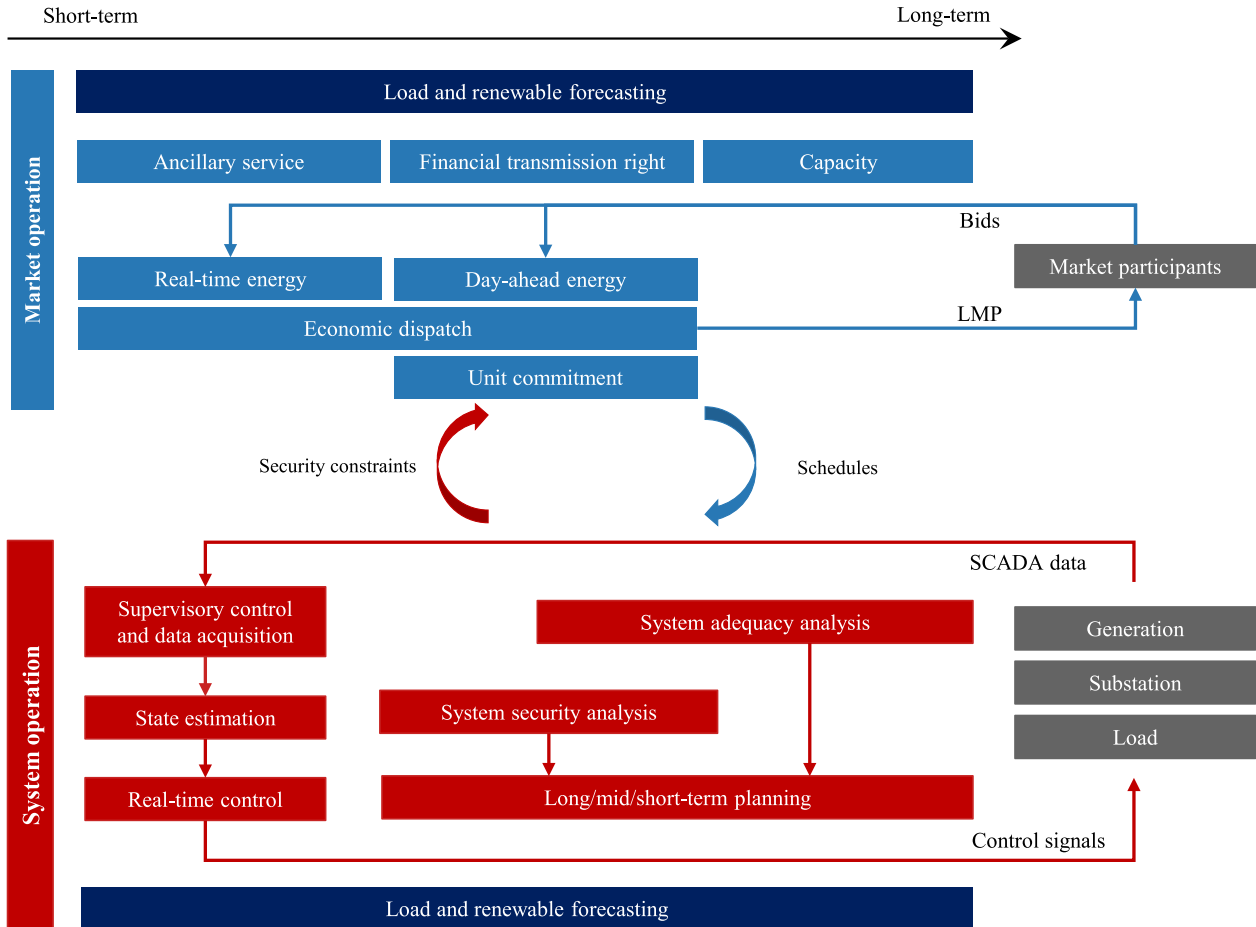 Short-term
Long-term
Market operation
Load and renewable forecasting
Ancillary service
Financial transmission right
Capacity
Bids
Real-time energy
Day-ahead energy
Market participants
Economic dispatch
LMP
Unit commitment
Security constraints
Schedules
System operation
SCADA data
Supervisory control
and data acquisition
System adequacy analysis
Generation
Substation
State estimation
System security analysis
Load
Real-time control
Long/mid/short-term planning
Control signals
Load and renewable forecasting